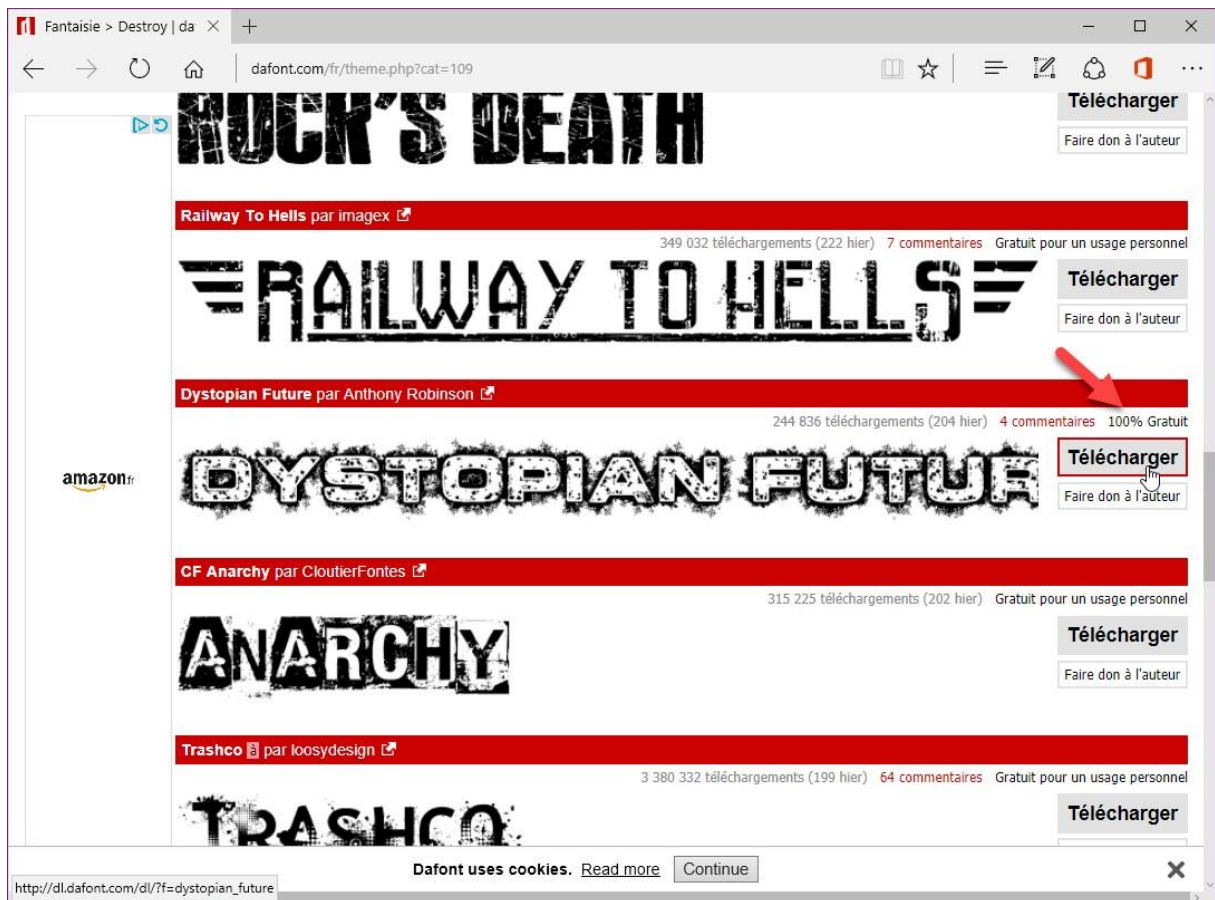 Fantaisie > Destroy | da
dafont.com/fr/theme.php?cat=109
ROCK'S DEATH
Télécharger
Faire don à l'auteur
Railway To Hells par imagex
349 032 téléchargements (222 hier) 7 commentaires Gratuit pour un usage personnel
RAILWAY TO HELLS
Télécharger
Faire don à l'auteur
Dystopian Future par Anthony Robinson
244 836 téléchargements (204 hier) 4 commentaires 100% Gratuit
DYSTOPIAN FUTUR
Télécharger
Faire don à l'auteur
amazon.fr
CF Anarchy par CloutierFontes
315 225 téléchargements (202 hier) Gratuit pour un usage personnel
ANARCHY
Télécharger
Faire don à l'auteur
Trashco à par loosydesign
3 380 332 téléchargements (199 hier) 64 commentaires Gratuit pour un usage personnel
TRASHCO
Télécharger
Dafont uses cookies. Read more Continue
http://dl.dafont.com/dl/?f=dystopian_future